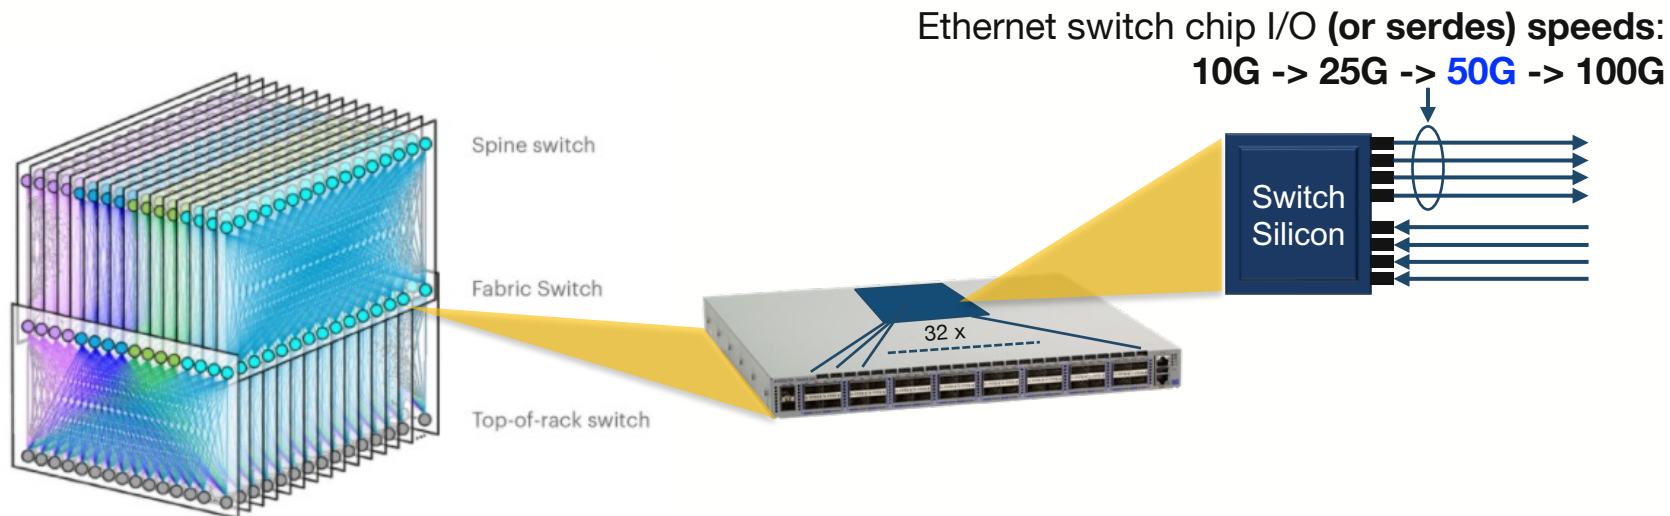 Ethernet switch chip I/O (or serdes) speeds:
10G -> 25G -> 50G -> 100G
Spine switch
Fabric Switch
Top-of-rack switch
32 x
Switch
Silicon